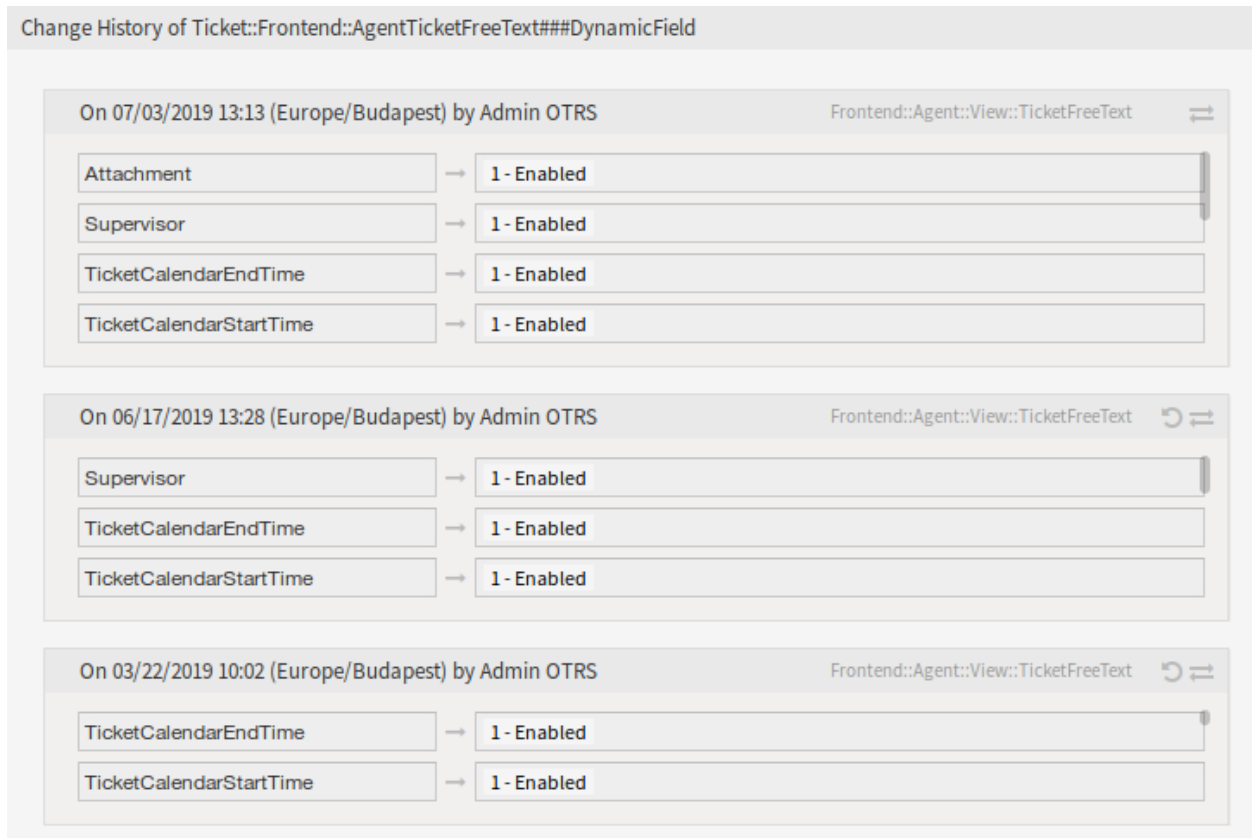 Change History of Ticket::Frontend::AgentTicketFreeText###DynamicField
On 07/03/2019 13:13 (Europe/Budapest) by Admin OTRS Frontend::Agent::View::TicketFreeText
Attachment → 1 - Enabled
Supervisor → 1 - Enabled
TicketCalendarEndTime → 1 - Enabled
TicketCalendarStartTime → 1 - Enabled
On 06/17/2019 13:28 (Europe/Budapest) by Admin OTRS Frontend::Agent::View::TicketFreeText
Supervisor → 1 - Enabled
TicketCalendarEndTime → 1 - Enabled
TicketCalendarStartTime → 1 - Enabled
On 03/22/2019 10:02 (Europe/Budapest) by Admin OTRS Frontend::Agent::View::TicketFreeText
TicketCalendarEndTime → 1 - Enabled
TicketCalendarStartTime → 1 - Enabled